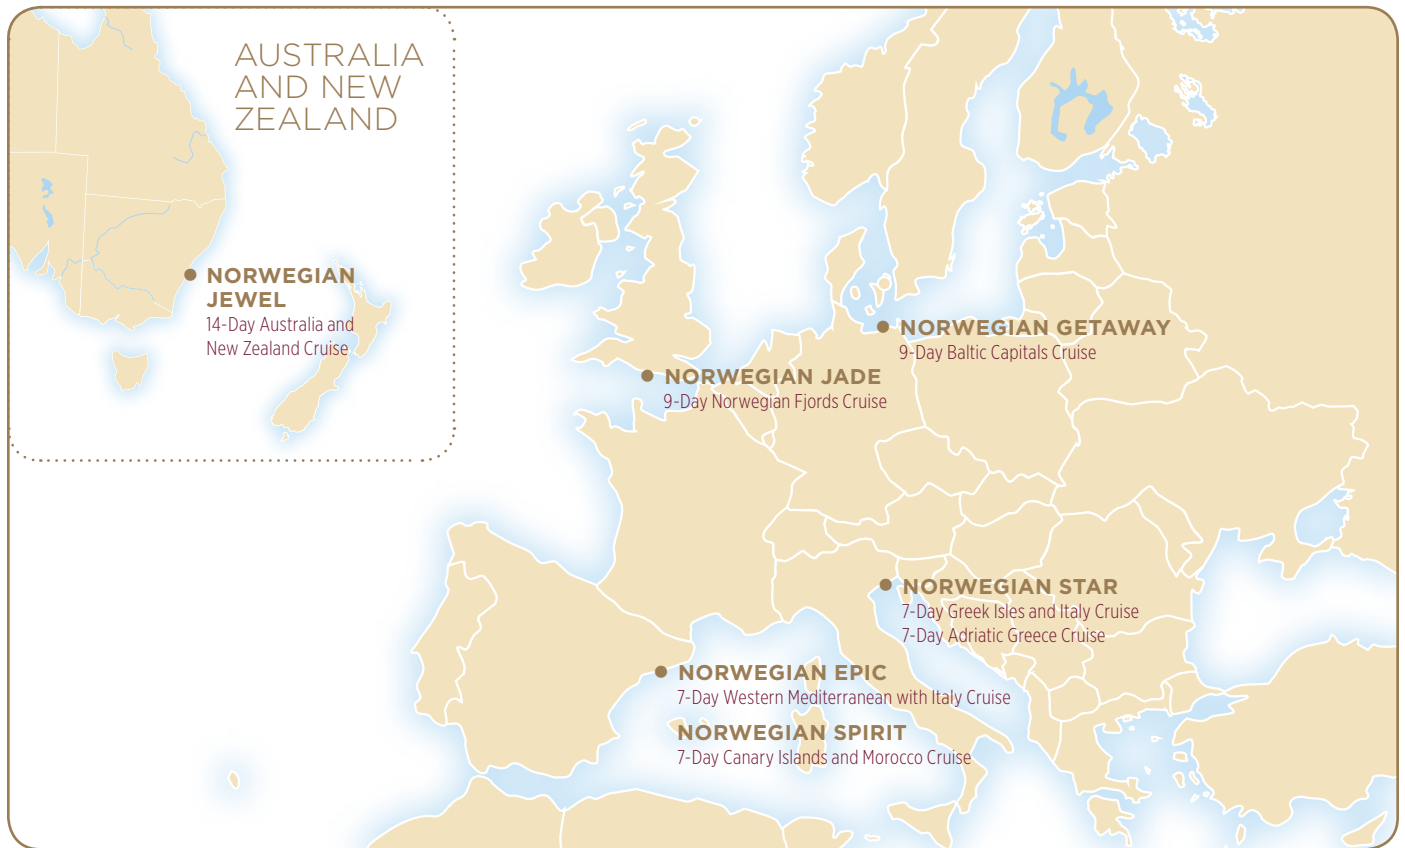 AUSTRALIA
AND NEW
ZEALAND
NORWEGIAN
JEWEL
14-Day Australia and
New Zealand Cruise
NORWEGIAN GETAWAY
9-Day Baltic Capitals Cruise
NORWEGIAN JADE
9-Day Norwegian Fjords Cruise
NORWEGIAN STAR
7-Day Greek Isles and Italy Cruise
7-Day Adriatic Greece Cruise
NORWEGIAN EPIC
7-Day Western Mediterranean with Italy Cruise
NORWEGIAN SPIRIT
7-Day Canary Islands and Morocco Cruise